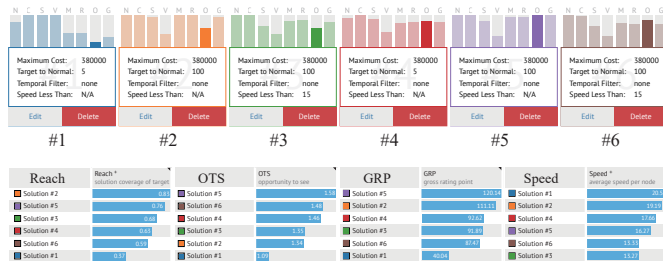 N C S V M R O G N C S V M R O G N C S V M R O G N C S V M R O G N C S V M R O G N C S V M R O G
Maximum Cost: 380000 Maximum Cost: 380000 Maximum Cost: 380000 Maximum Cost: 380000 Maximum Cost: 380000 Maximum Cost: 380000
Target to Normal: 5 Target to Normal: 100 Target to Normal: 100 Target to Normal: 100 Target to Normal: 5 Target to Normal: 100
Temporal Filter: none Temporal Filter: none Temporal Filter: none Temporal Filter: none Temporal Filter: none Temporal Filter: none
Speed Less Than: N/A Speed Less Than: N/A Speed Less Than: 15 Speed Less Than: N/A Speed Less Than: 15 Speed Less Than: 15
Edit Delete Edit Delete Edit Delete Edit Delete Edit Delete Edit Delete
#1 #2 #3 #4 #5 #6
Reach Reach * OTS OTS GRP GRP Speed Speed *
solution coverage of target opportunity to see gross rating point average speed per node
Solution #2 0.83 Solution #5 1.58 Solution #5 120.14 Solution #1 20.5
Solution #5 0.76 Solution #6 1.48 Solution #2 111.11 Solution #2 19.19
Solution #3 0.68 Solution #4 1.46 Solution #4 92.62 Solution #4 17.66
Solution #4 0.63 Solution #3 1.35 Solution #3 91.89 Solution #5 16.27
Solution #6 0.59 Solution #2 1.34 Solution #6 87.47 Solution #6 13.33
Solution #1 0.37 Solution #1 1.09 Solution #1 40.04 Solution #3 13.27